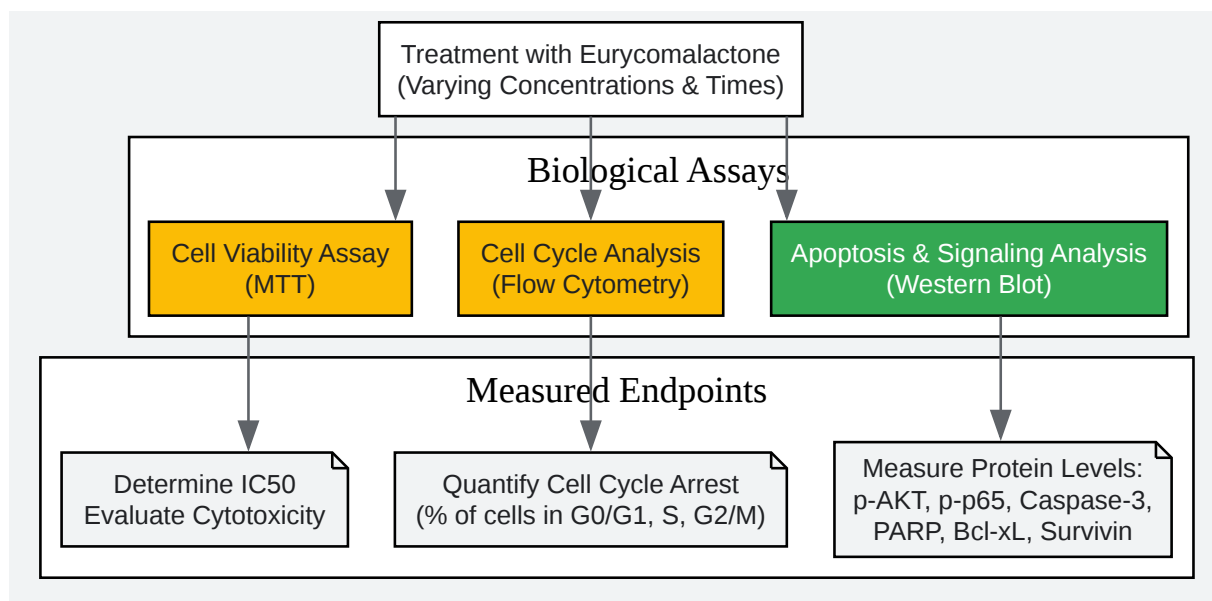 Treatment with Eurycomalactone
(Varying Concentrations & Times)
Biological Assays
Cell Viability Assay
(MTT)
Cell Cycle Analysis
(Flow Cytometry)
Apoptosis & Signaling Analysis
(Western Blot)
Measured Endpoints
Determine IC50
Evaluate Cytotoxicity
Quantify Cell Cycle Arrest
(% of cells in G0/G1, S, G2/M)
Measure Protein Levels:
p-AKT, p-p65, Caspase-3,
PARP, Bcl-xL, Survivin